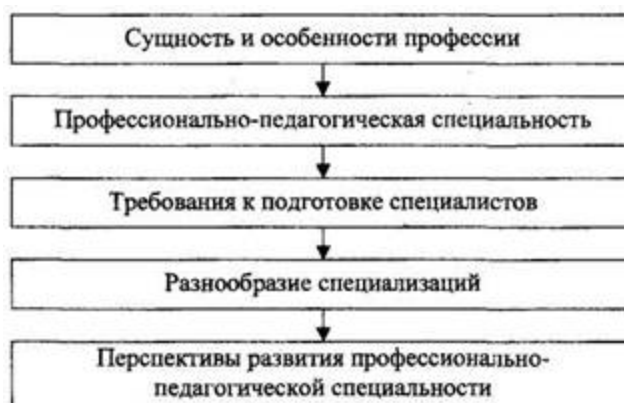 Сущность и особенности профессии
Профессионально-педагогическая специальность
Требования к подготовке специалистов
Разнообразие специализаций
Перспективы развития профессионально-
педагогической специальности